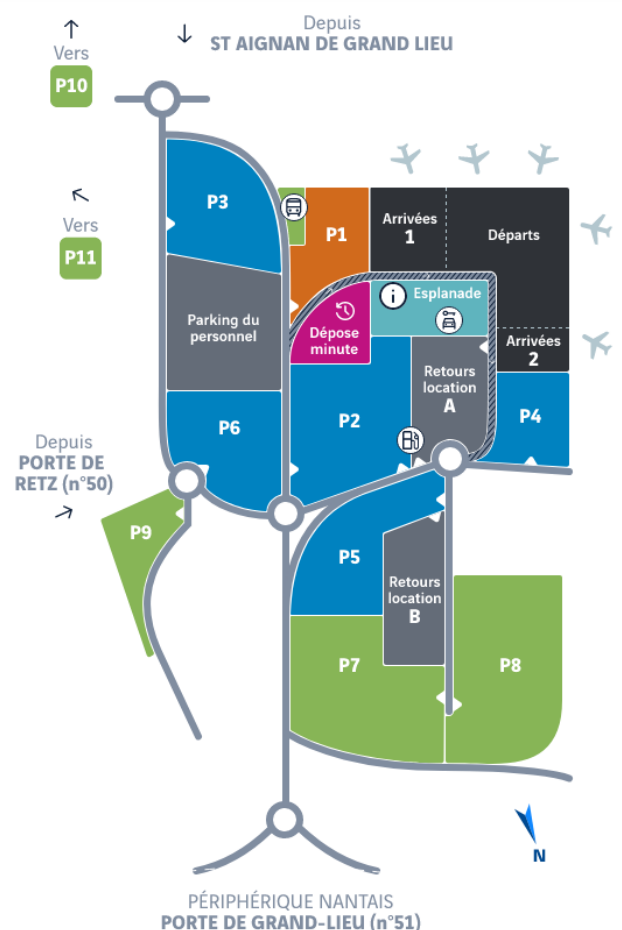 Depuis
ST AIGNAN DE GRAND LIEU
Vers
P10
Vers
P11
P3
P1
Arrivées
1
Départs
Esplanade
Parking du
personnel
Dépose
minute
Arrivées
2
Retours
location
A
P6
P2
P4
Depuis
PORTE DE
RETZ (n°50)
P9
P5
Retours
location
B
P7
P8
N
PÉRIPHÉRIQUE NANTAIS
PORTE DE GRAND-LIEU (n°51)